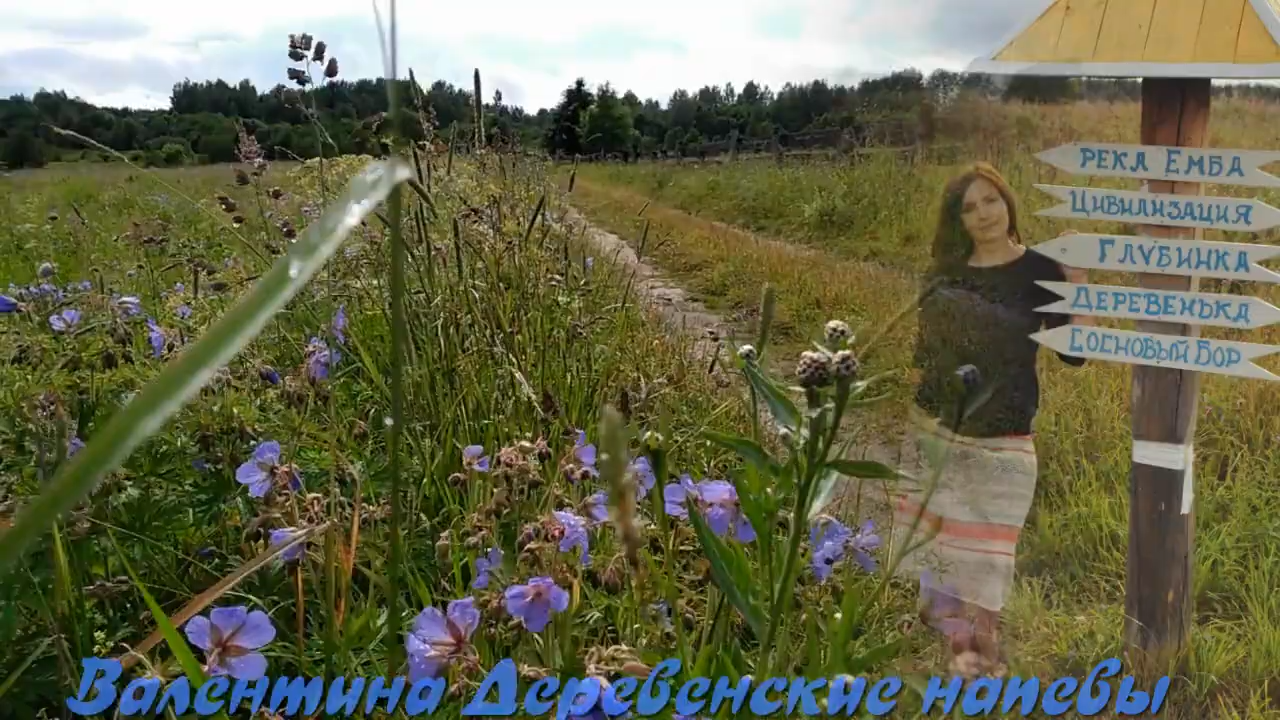 РЕКА ЕМБА
ЦИВИЛИЗАЦИЯ
ГЛУБИНКА
ДЕРЕВЕНЬКА
СОСНОВЫЙ БОР
Валентина Деревенские напевы